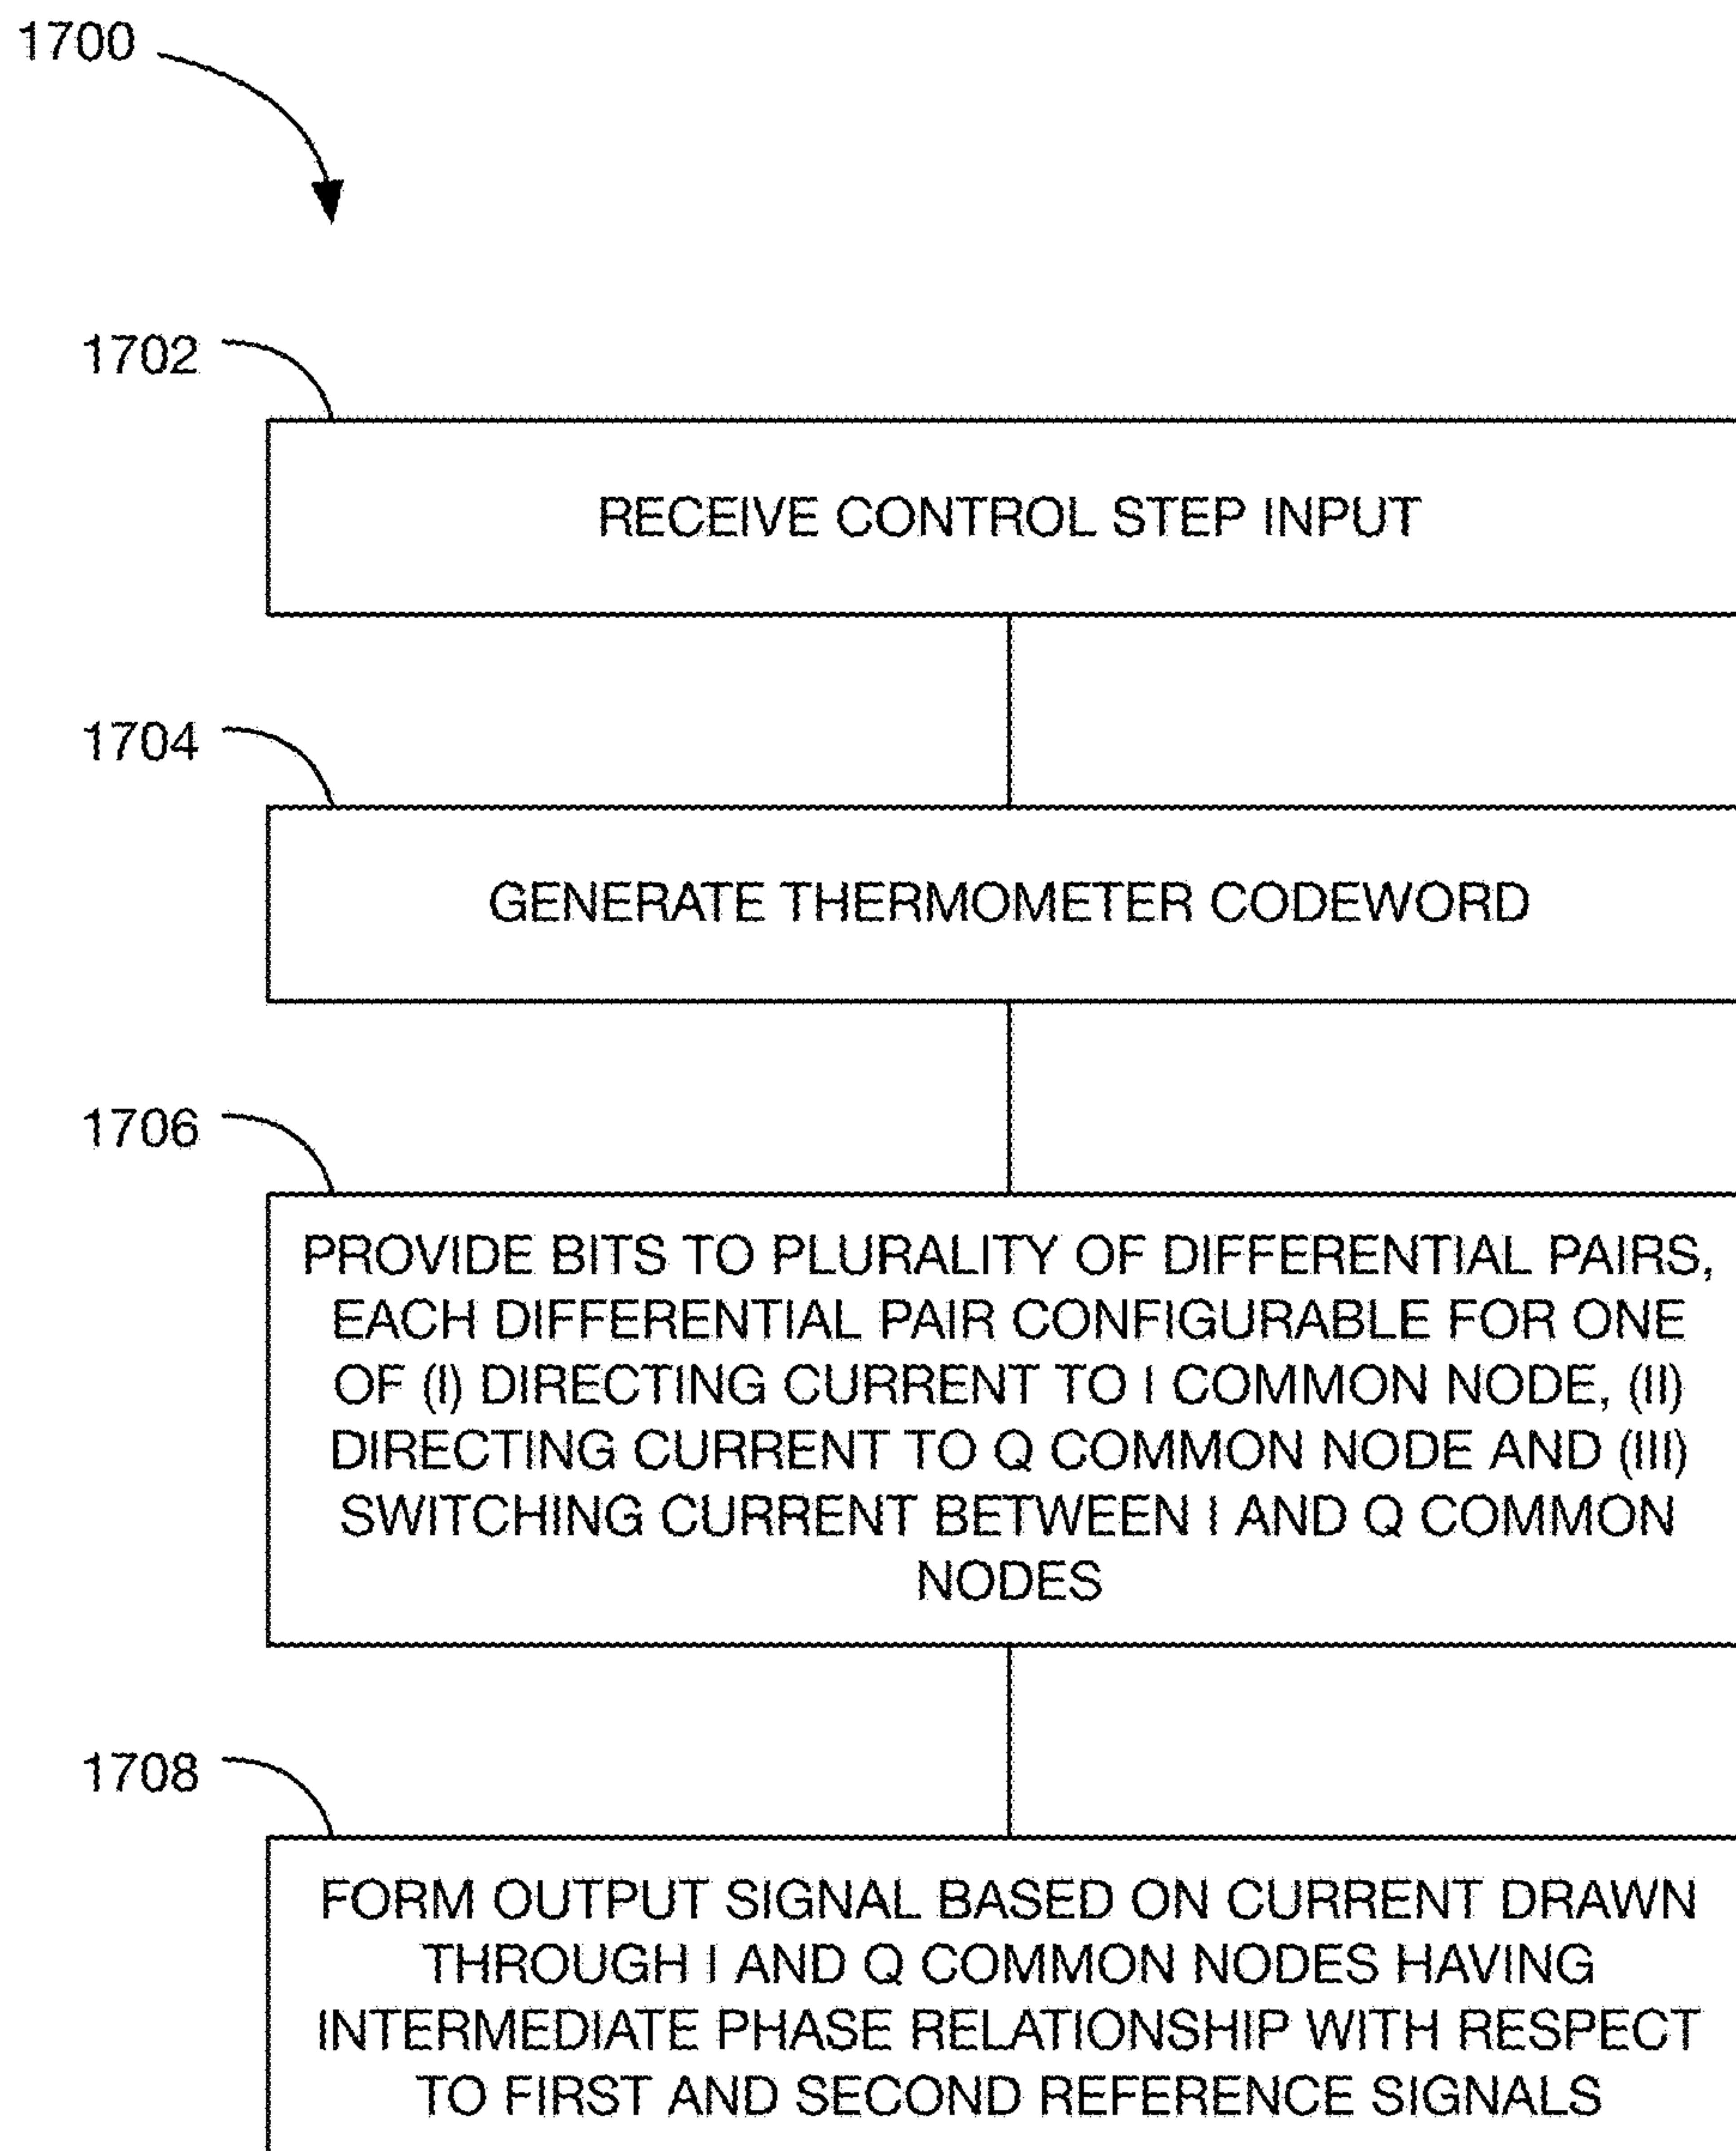 1700
1702
RECEIVE CONTROL STEP INPUT
1704
GENERATE THERMOMETER CODEWORD
1706
PROVIDE BITS TO PLURALITY OF DIFFERENTIAL PAIRS,
EACH DIFFERENTIAL PAIR CONFIGURABLE FOR ONE
OF (I) DIRECTING CURRENT TO I COMMON NODE, (II)
DIRECTING CURRENT TO Q COMMON NODE AND (III)
SWITCHING CURRENT BETWEEN I AND Q COMMON
NODES
1708
FORM OUTPUT SIGNAL BASED ON CURRENT DRAWN
THROUGH I AND Q COMMON NODES HAVING
INTERMEDIATE PHASE RELATIONSHIP WITH RESPECT
TO FIRST AND SECOND REFERENCE SIGNALS